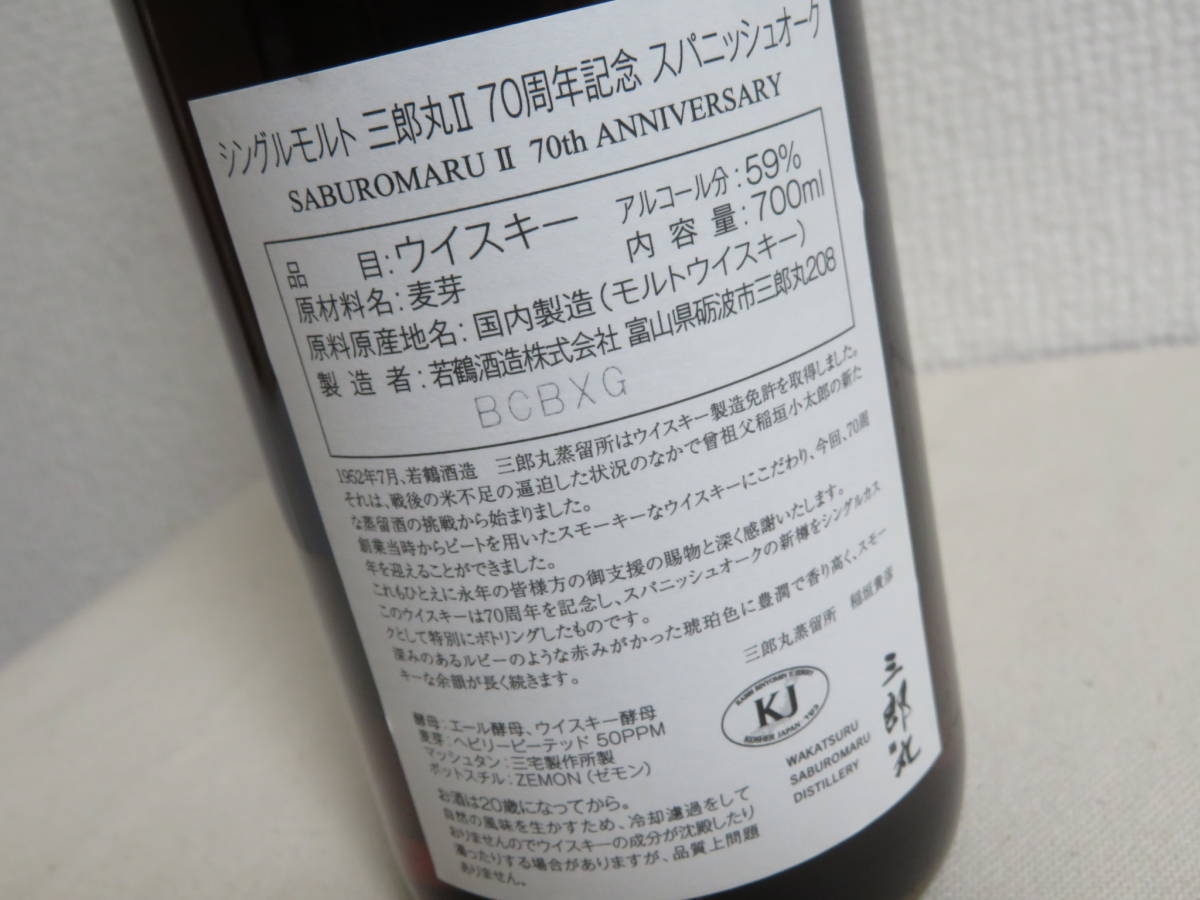 シングルモルト 三郎丸Ⅱ 70周年記念 スパニッシュオーク
SABUROMARU Ⅱ 70th ANNIVERSARY
品目:ウイスキー アルコール分:59%
原材料名:麦芽 内容量:700ml
原料原産地名:国内製造(モルトウイスキー)
製造者:若鶴酒造株式会社 富山県砺波市三郎丸208
BCBXG
1952年7月、若鶴酒造 三郎丸蒸留所はウイスキー製造免許を取得しました。
それは、戦後の米不足の逼迫した状況のなかで曾祖父稲垣小太郎の新た
な蒸留酒の挑戦から始まりました。
創業当時からピートを用いたスモーキーなウイスキーにこだわり、今回、70周
年を迎えることができました。
これもひとえに永年の皆様方の御支援の賜物と深く感謝いたします。
このウイスキーは70周年を記念し、スパニッシュオークの新樽をシングルカス
クとして特別にボトリングしたものです。
深みのあるルビーのような赤みがかった琥珀色に豊潤で香り高く、スモー
キーな余韻が長く続きます。
三郎丸蒸留所 稲垣貴彦
酵母:エール酵母、ウイスキー酵母
麦芽:ヘビリーピーテッド 50PPM
マッシュタン:三宅製作所製
ポットスチル:ZEMON(ゼモン)
KJ
KOSHER JAPAN
三郎丸
WAKATSURU
SABUROMARU
DISTILLERY
お酒は20歳になってから。
自然の風味を生かすため、冷却濾過をして
おりませんのでウイスキーの成分が沈殿したり
濁ったりする場合がありますが、品質上問題
ありません。